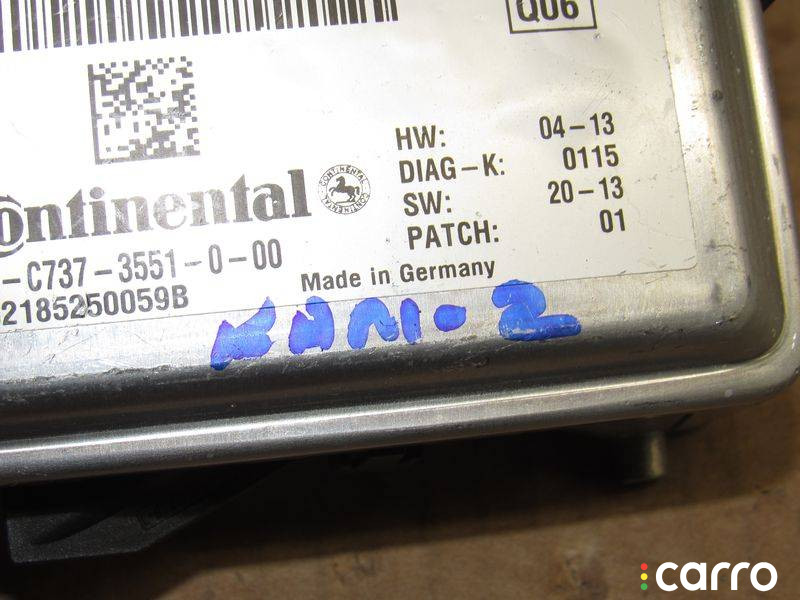 Q06
HW: 04-13
DIAG-K: 0115
SW: 20-13
PATCH: 01
Continental
CONTINENTAL
-C737-3551-0-00
Made in Germany
2185250059B
carro